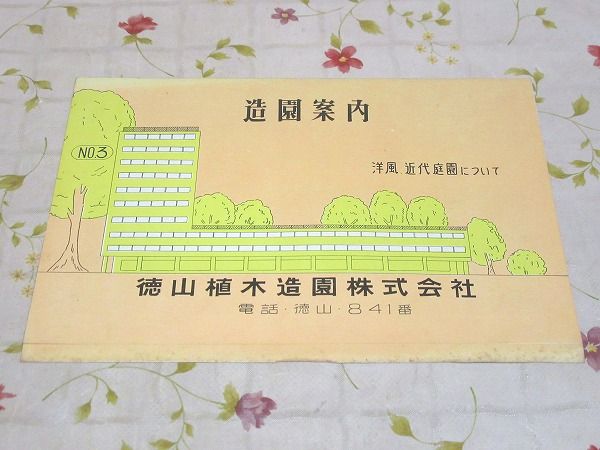 造園案内
NO.3
洋風、近代庭園について
徳山植木造園株式会社
電話・徳山・841番